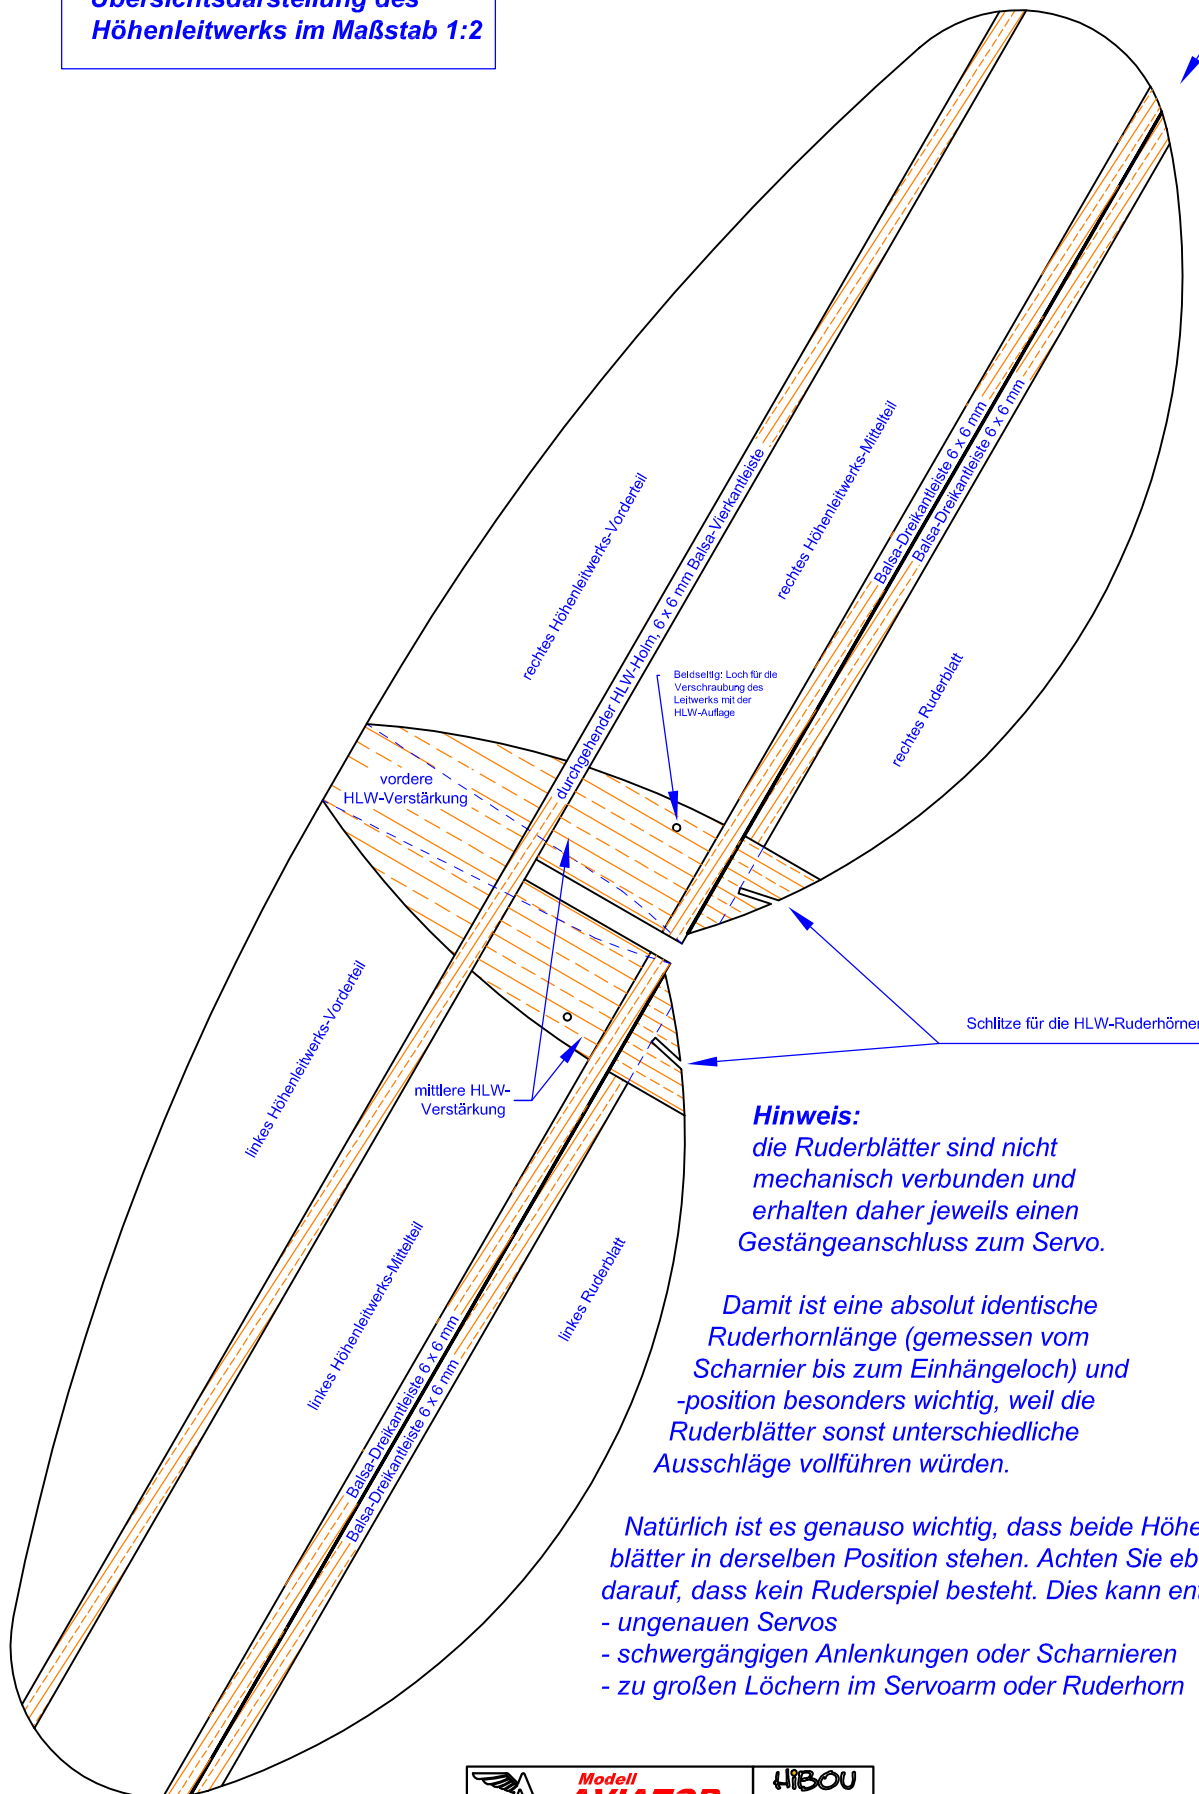 Übersichtsdarstellung des
Höhenleitwerks im Maßstab 1:2
rechtes Höhenleitwerks-Vorderteil
durchgehender HLW-Holm, 6 x 6 mm Balsa-Vierkantleiste
rechtes Höhenleitwerks-Mittelteil
Balsa-Dreikantleiste 6 x 6 mm
Balsa-Dreikantleiste 6 x 6 mm
rechtes Ruderblatt
Beidseitig: Loch für die
Verschraubung des
Leitwerks mit der
HLW-Auflage
vordere
HLW-Verstärkung
linkes Höhenleitwerks-Vorderteil
mittlere HLW-
Verstärkung
Schlitze für die HLW-Ruderhörner
linkes Höhenleitwerks-Mittelteil
Balsa-Dreikantleiste 6 x 6 mm
Balsa-Dreikantleiste 6 x 6 mm
linkes Ruderblatt
Hinweis:
die Ruderblätter sind nicht
mechanisch verbunden und
erhalten daher jeweils einen
Gestängeanschluss zum Servo.
Damit ist eine absolut identische
Ruderhornlänge (gemessen vom
Scharnier bis zum Einhängeloch) und
-position besonders wichtig, weil die
Ruderblätter sonst unterschiedliche
Ausschläge vollführen würden.
Natürlich ist es genauso wichtig, dass beide Höhe
blätter in derselben Position stehen. Achten Sie eb
darauf, dass kein Ruderspiel besteht. Dies kann ent
- ungenauen Servos
- schwergängigen Anlenkungen oder Scharnieren
- zu großen Löchern im Servoarm oder Ruderhorn
Modell
AVIATOR
HiBOU